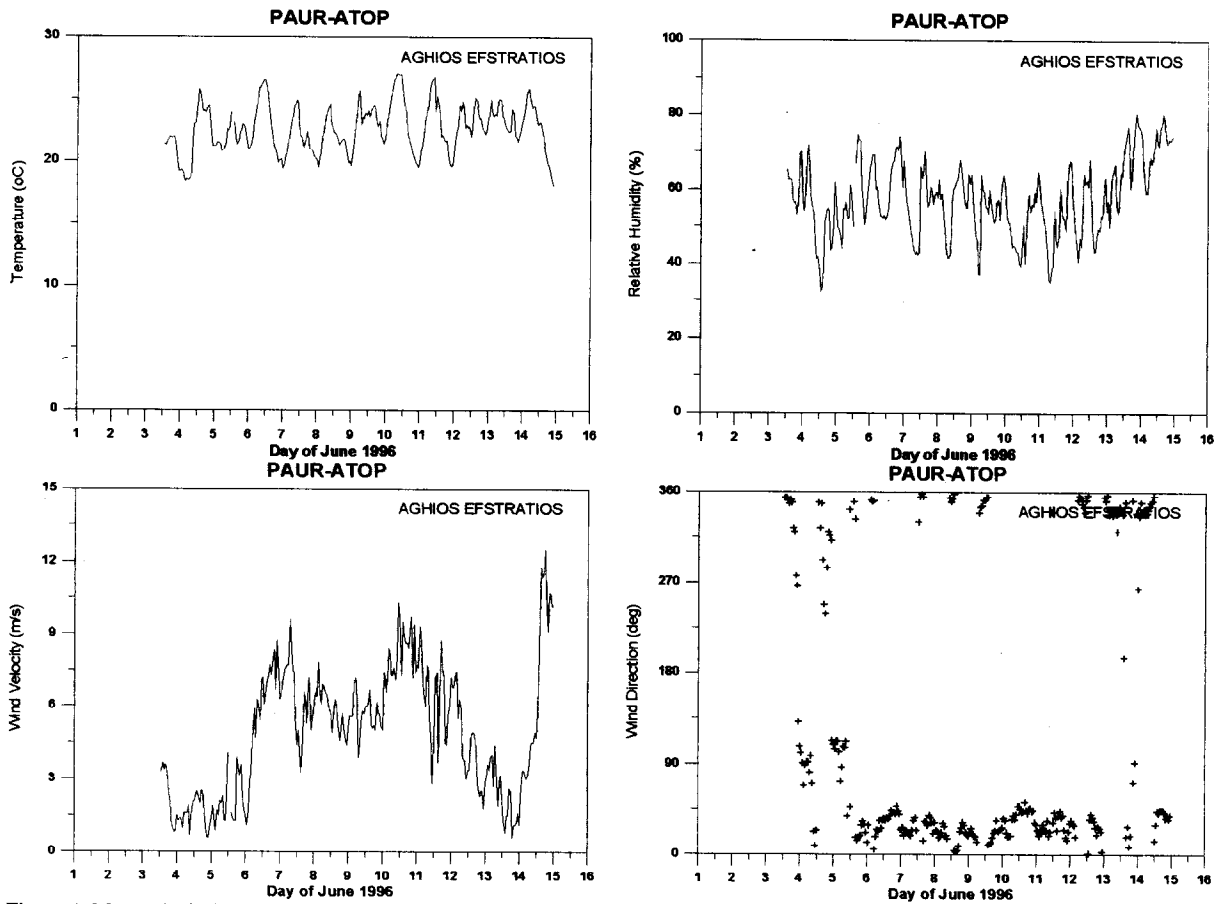 PAUR-ATOP
AGHIOS EFSTRATIOS
30
20
10
0
Temperature (oC)
1 2 3 4 5 6 7 8 9 10 11 12 13 14 15 16
Day of June 1996
PAUR-ATOP
AGHIOS EFSTRATIOS
100
80
60
40
20
0
Relative Humidity (%)
1 2 3 4 5 6 7 8 9 10 11 12 13 14 15 16
Day of June 1996
PAUR-ATOP
AGHIOS EFSTRATIOS
15
12
9
6
3
0
Wind Velocity (m/s)
1 2 3 4 5 6 7 8 9 10 11 12 13 14 15 16
Day of June 1996
PAUR-ATOP
AGHIOS EFSTRATIOS
360
270
180
90
0
Wind Direction (deg)
1 2 3 4 5 6 7 8 9 10 11 12 13 14 15 16
Day of June 1996